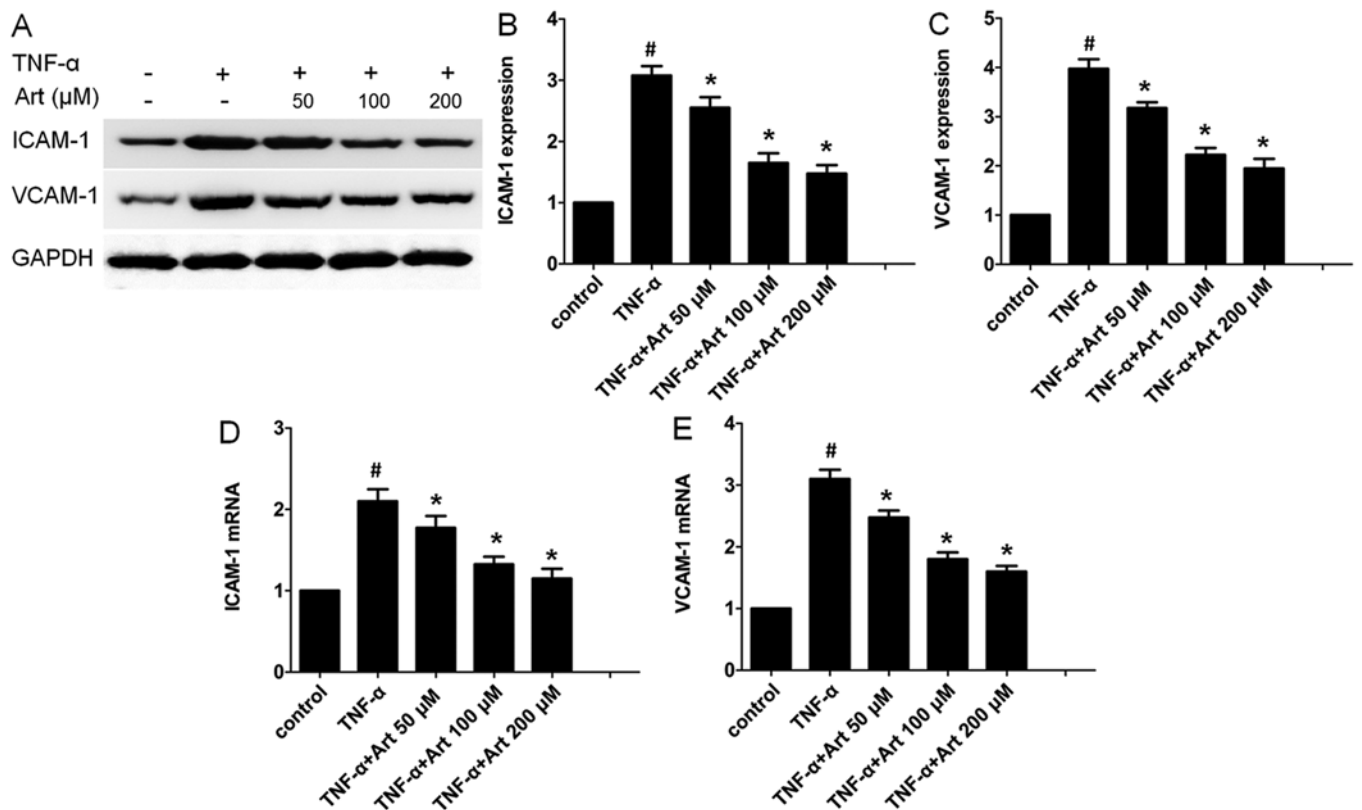 A
TNF-α - + + + +
Art (μM) - - 50 100 200
ICAM-1
VCAM-1
GAPDH
B
ICAM-1 expression
4
3
2
1
0
# * * *
control
TNF-α
TNF-α+Art 50 μM
TNF-α+Art 100 μM
TNF-α+Art 200 μM
C
VCAM-1 expression
5
4
3
2
1
0
# * * *
control
TNF-α
TNF-α+Art 50 μM
TNF-α+Art 100 μM
TNF-α+Art 200 μM
D
ICAM-1 mRNA
3
2
1
0
# * * *
control
TNF-α
TNF-α+Art 50 μM
TNF-α+Art 100 μM
TNF-α+Art 200 μM
E
VCAM-1 mRNA
4
3
2
1
0
# * * *
control
TNF-α
TNF-α+Art 50 μM
TNF-α+Art 100 μM
TNF-α+Art 200 μM